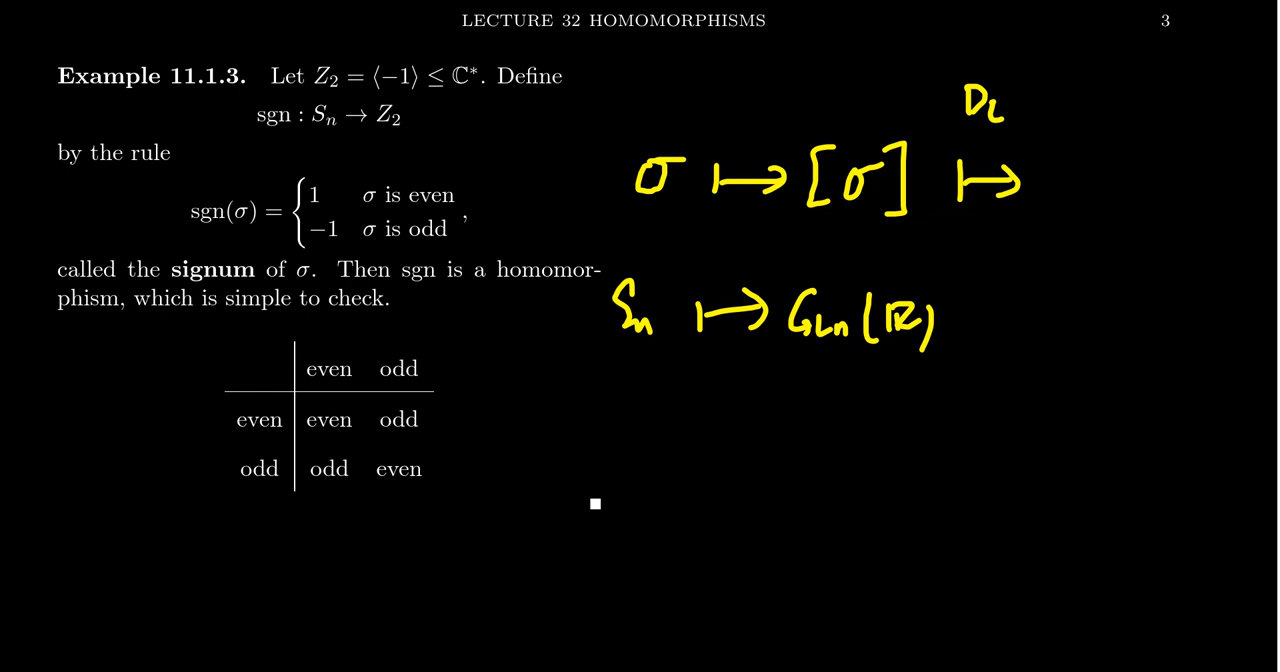 LECTURE 32 HOMOMORPHISMS 3
Example 11.1.3. Let Z₂ = ⟨−1⟩ ≤ ℂ*. Define
sgn : Sₙ → Z₂
by the rule
sgn(σ) = { 1 σ is even
−1 σ is odd ,
called the signum of σ. Then sgn is a homomor-
phism, which is simple to check.
even odd
even even odd
odd odd even
D
σ ↦ [σ] ↦
Sₙ ↦ GLₙ(ℝ)